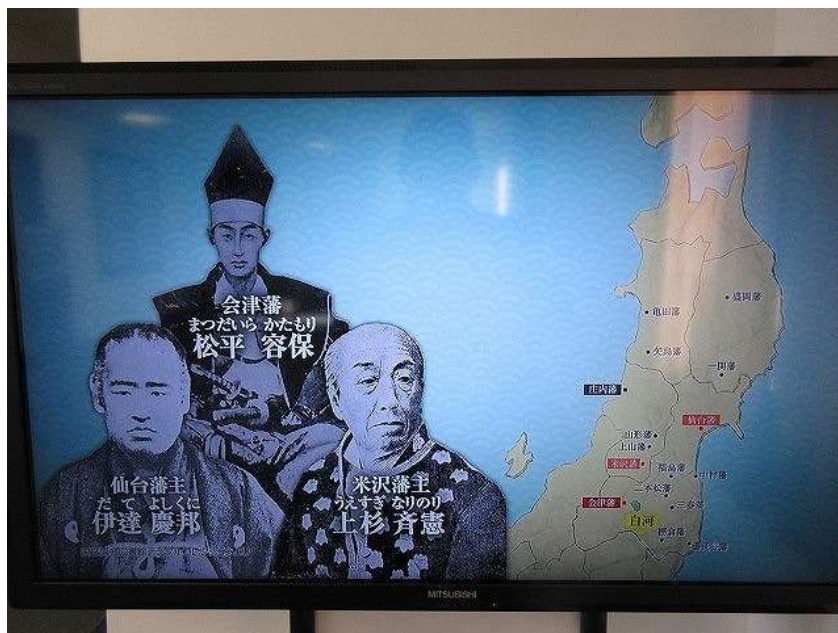 会津藩
まつだいら かたもり
松平 容保
仙台藩主
だて よしくに
伊達 慶邦
米沢藩主
うえすぎ なりのり
上杉 斉憲
盛岡藩
亀田藩
矢島藩
一関藩
庄内藩
仙台藩
山形藩
上山藩
米沢藩
福島藩
中村藩
二本松藩
会津藩
三春藩
白河
棚倉藩
MITSUBISHI